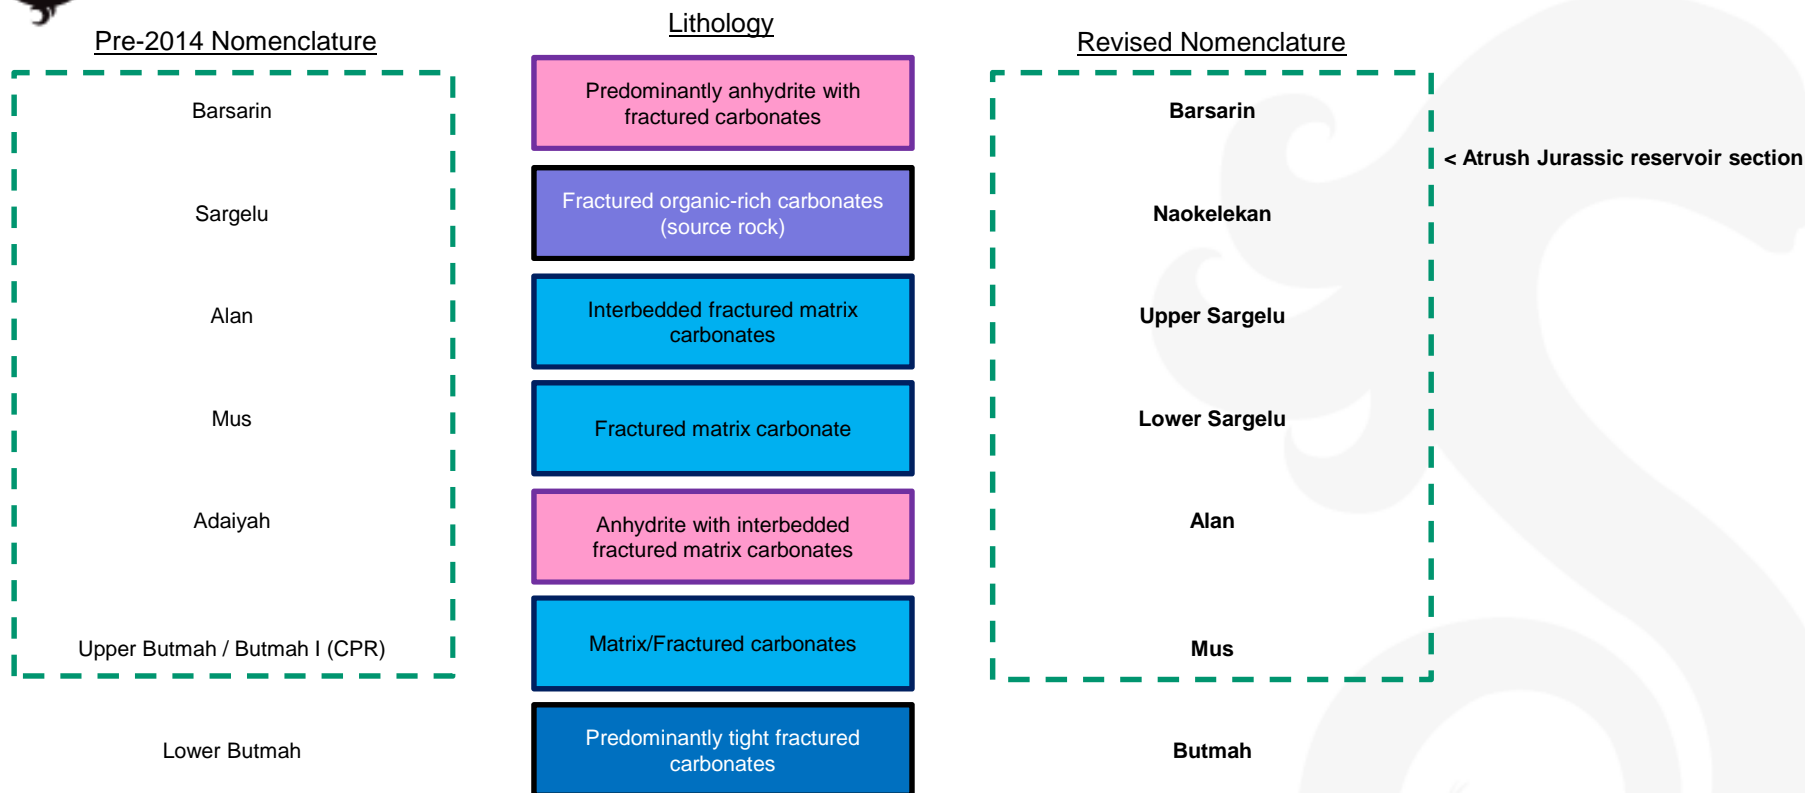 Pre-2014 Nomenclature
Lithology
Revised Nomenclature
Barsarin
Predominantly anhydrite with
fractured carbonates
Barsarin
< Atrush Jurassic reservoir section
Sargelu
Fractured organic-rich carbonates
(source rock)
Naokelekan
Alan
Interbedded fractured matrix
carbonates
Upper Sargelu
Mus
Fractured matrix carbonate
Lower Sargelu
Adaiyah
Anhydrite with interbedded
fractured matrix carbonates
Alan
Upper Butmah / Butmah I (CPR)
Matrix/Fractured carbonates
Mus
Lower Butmah
Predominantly tight fractured
carbonates
Butmah